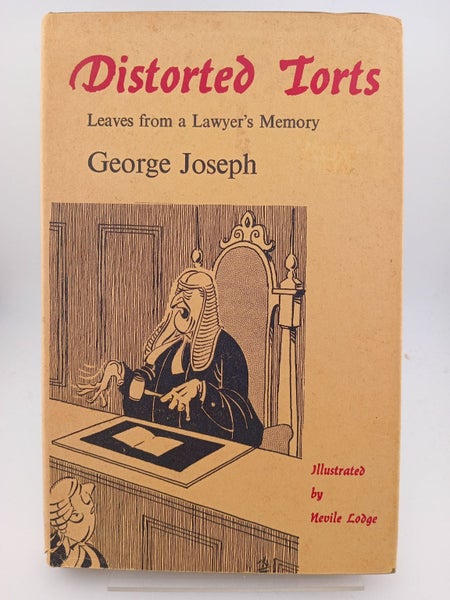 Distorted Torts
Leaves from a Lawyer's Memory
George Joseph
Illustrated
by
Nevile Lodge